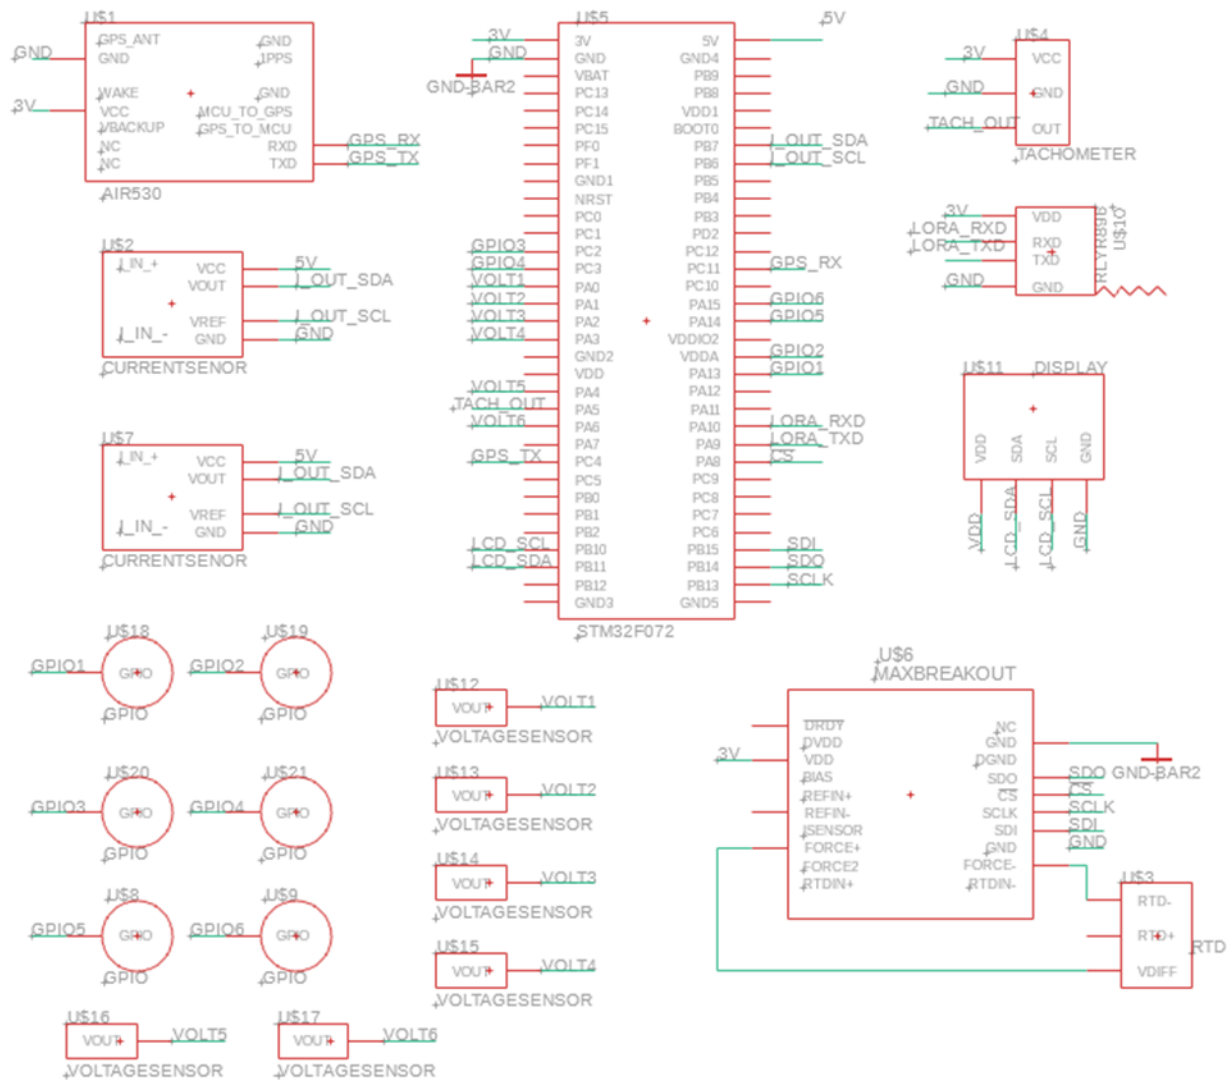 U$1
GPS_ANT
GND
GND
GND
1PPS
WAKE
GND
3V
VCC
MCU_TO_GPS
VBACKUP
GPS_TO_MCU
NC
RXD
GPS_RX
NC
TXD
GPS_TX
AIR530
U$2
I_IN_+
VCC
5V
VOUT
I_OUT_SDA
VREF
I_OUT_SCL
I_IN_-
GND
GND
CURRENTSENOR
U$7
I_IN_+
VCC
5V
VOUT
I_OUT_SDA
VREF
I_OUT_SCL
I_IN_-
GND
GND
CURRENTSENOR
U$5
5V
3V
3V
5V
GND
GND
GND4
GND-BAR2
VBAT
PB9
PC13
PB8
PC14
VDD1
PC15
BOOT0
PF0
PB7
I_OUT_SDA
PF1
PB6
I_OUT_SCL
GND1
PB5
NRST
PB4
PC0
PB3
PC1
PD2
GPIO3
PC2
PC12
GPIO4
PC3
PC11
GPS_RX
VOLT1
PA0
PC10
VOLT2
PA1
PA15
GPIO6
VOLT3
PA2
PA14
GPIO5
VOLT4
PA3
VDDIO2
GND2
VDDA
GPIO2
VDD
PA13
GPIO1
VOLT5
PA4
PA12
TACH_OUT
PA5
PA11
VOLT6
PA6
PA10
LORA_RXD
PA7
PA9
LORA_TXD
GPS_TX
PC4
PA8
CS
PC5
PC9
PB0
PC8
PB1
PC7
PB2
PC6
LCD_SCL
PB10
PB15
SDI
LCD_SDA
PB11
PB14
SDO
PB12
PB13
SCLK
GND3
GND5
STM32F072
U$4
3V
VCC
GND
GND
TACH_OUT
OUT
TACHOMETER
3V
VDD
LORA_RXD
RXD
LORA_TXD
TXD
GND
GND
RLYR896
U$10
U$11
DISPLAY
VDD
SDA
SCL
GND
VDD
LCD_SDA
LCD_SCL
GND
U$18
GPIO1
GPIO
GPIO
U$19
GPIO2
GPIO
GPIO
U$20
GPIO3
GPIO
GPIO
U$21
GPIO4
GPIO
GPIO
U$8
GPIO5
GPIO
GPIO
U$9
GPIO6
GPIO
GPIO
U$12
VOUT
VOLT1
VOLTAGESENSOR
U$13
VOUT
VOLT2
VOLTAGESENSOR
U$14
VOUT
VOLT3
VOLTAGESENSOR
U$15
VOUT
VOLT4
VOLTAGESENSOR
U$16
VOUT
VOLT5
VOLTAGESENSOR
U$17
VOUT
VOLT6
VOLTAGESENSOR
U$6
MAXBREAKOUT
DRDY
NC
DVDD
GND
3V
VDD
DGND
GND-BAR2
BIAS
SDO
SDO
REFIN+
CS
CS
REFIN-
SCLK
SCLK
ISENSOR
SDI
SDI
FORCE+
GND
GND
FORCE2
FORCE-
RTDIN+
RTDIN-
U$3
RTD-
RTD+
RTD
VDIFF